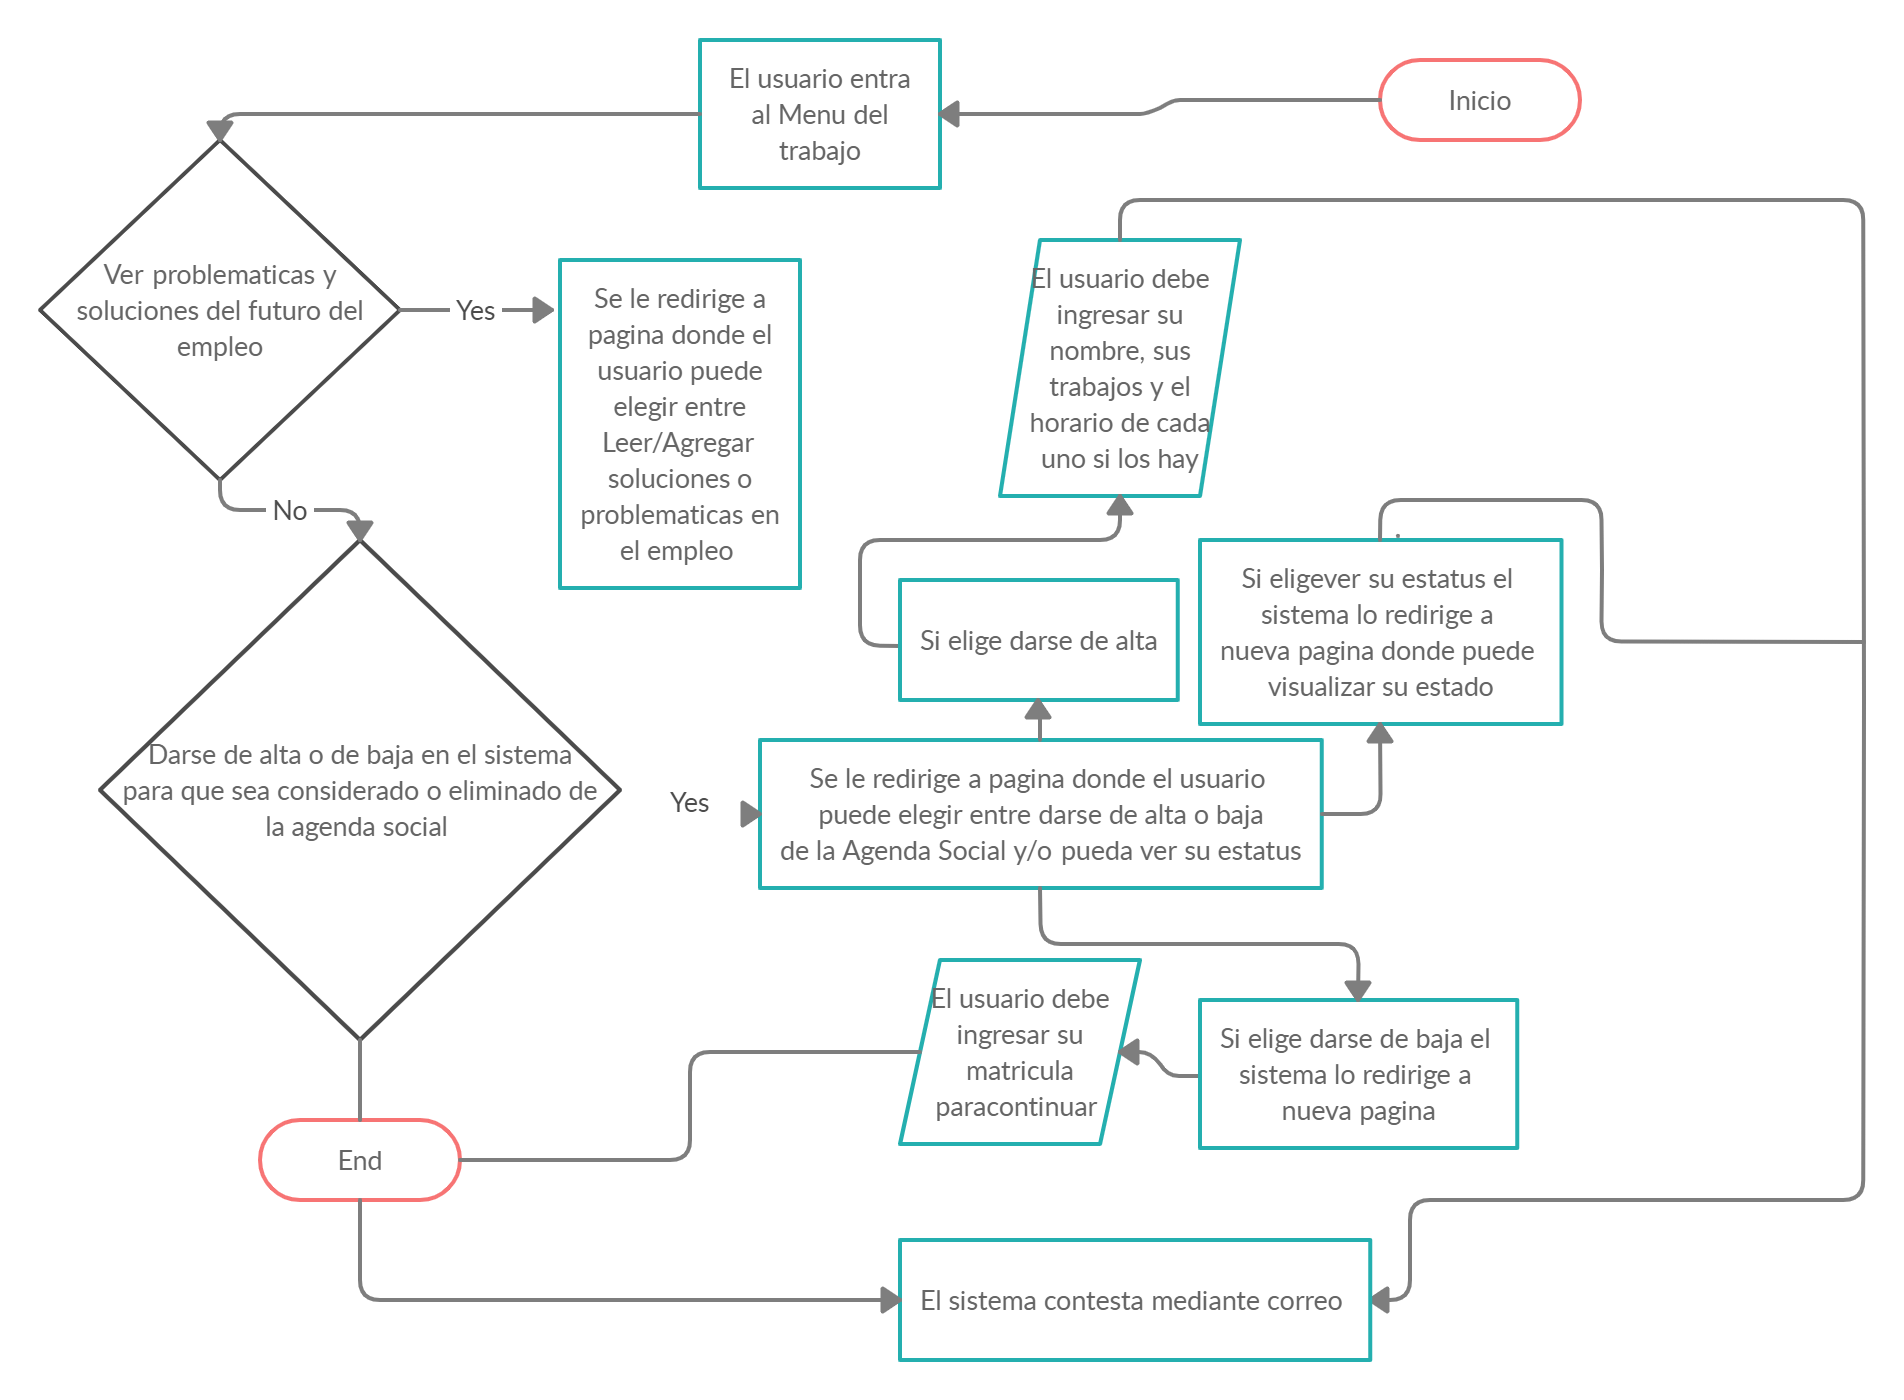 El usuario entra
al Menu del
trabajo
Inicio
Ver problematicas y
soluciones del futuro del
empleo
Yes
Se le redirige a
pagina donde el
usuario puede
elegir entre
Leer/Agregar
soluciones o
problematicas en
el empleo
El usuario debe
ingresar su
nombre, sus
trabajos y el
horario de cada
uno si los hay
No
Si elige darse de alta
Si eligever su estatus el
sistema lo redirige a
nueva pagina donde puede
visualizar su estado
Darse de alta o de baja en el sistema
para que sea considerado o eliminado de
la agenda social
Yes
Se le redirige a pagina donde el usuario
puede elegir entre darse de alta o baja
de la Agenda Social y/o pueda ver su estatus
El usuario debe
ingresar su
matricula
paracontinuar
Si elige darse de baja el
sistema lo redirige a
nueva pagina
End
El sistema contesta mediante correo